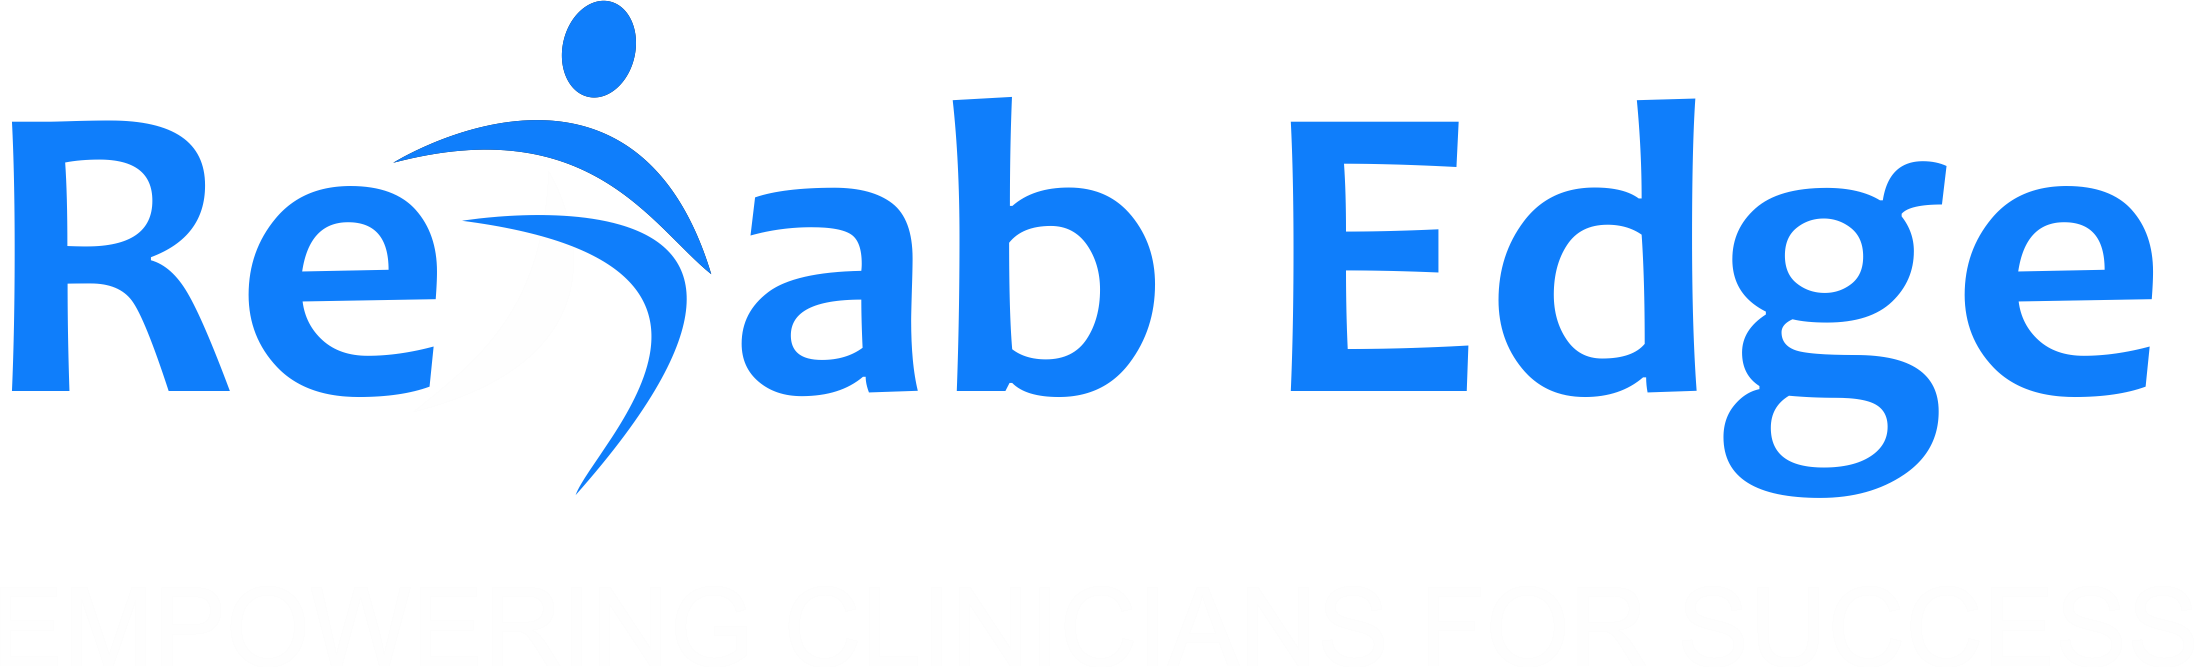 Rehab Edge
EMPOWERING CLINICIANS FOR SUCCESS